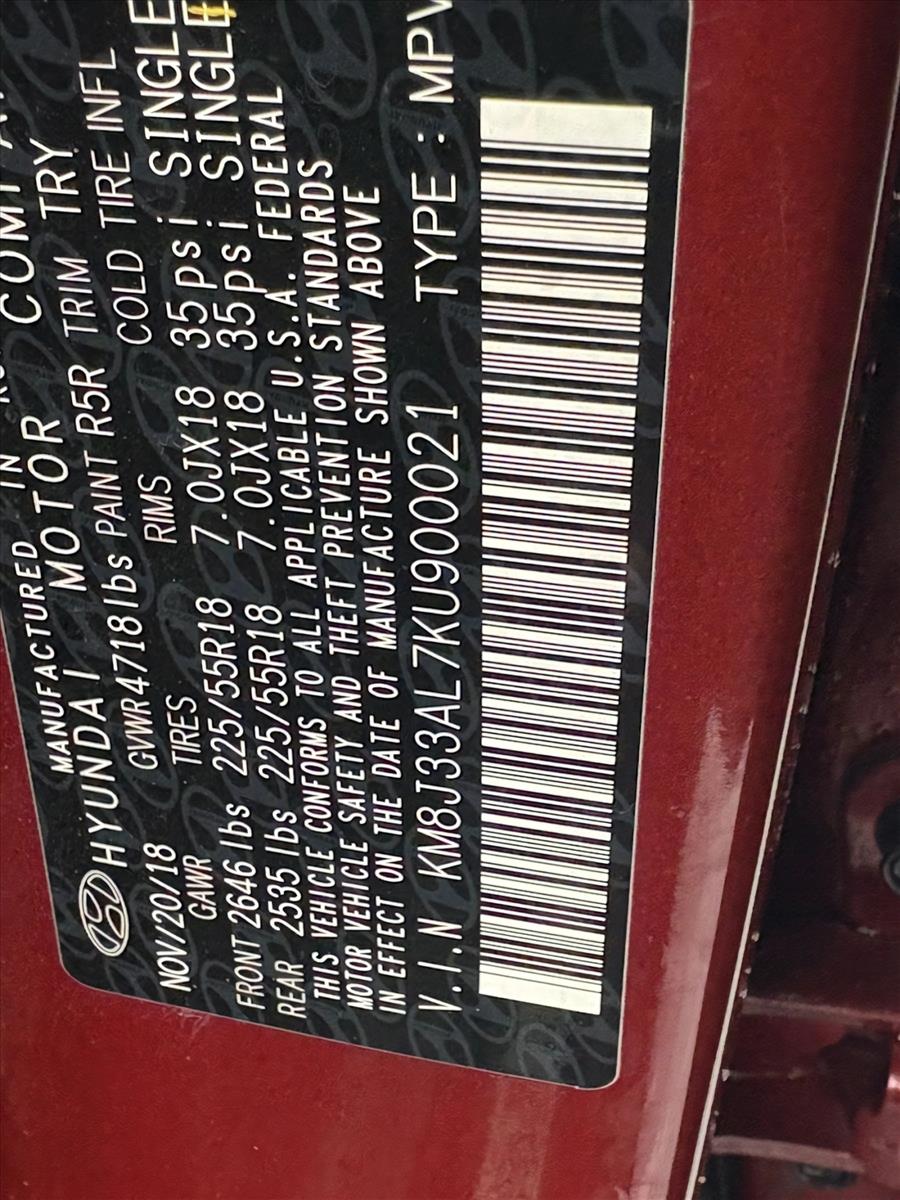 MANUFACTURED IN
HYUNDAI MOTOR
GVWR 4718lbs PAINT R5R TRIM TRY
NOV/20/18 TIRES RIMS COLD TIRE INFL
GAWR
FRONT 2646 lbs 225/55R18 7.0JX18 35psi SINGLE
REAR 2535 lbs 225/55R18 7.0JX18 35psi SINGLE
THIS VEHICLE CONFORMS TO ALL APPLICABLE U.S.A. FEDERAL
MOTOR VEHICLE SAFETY AND THEFT PREVENTION STANDARDS
IN EFFECT ON THE DATE OF MANUFACTURE SHOWN ABOVE
V.I.N KM8J33AL7KU900021 TYPE : MPV